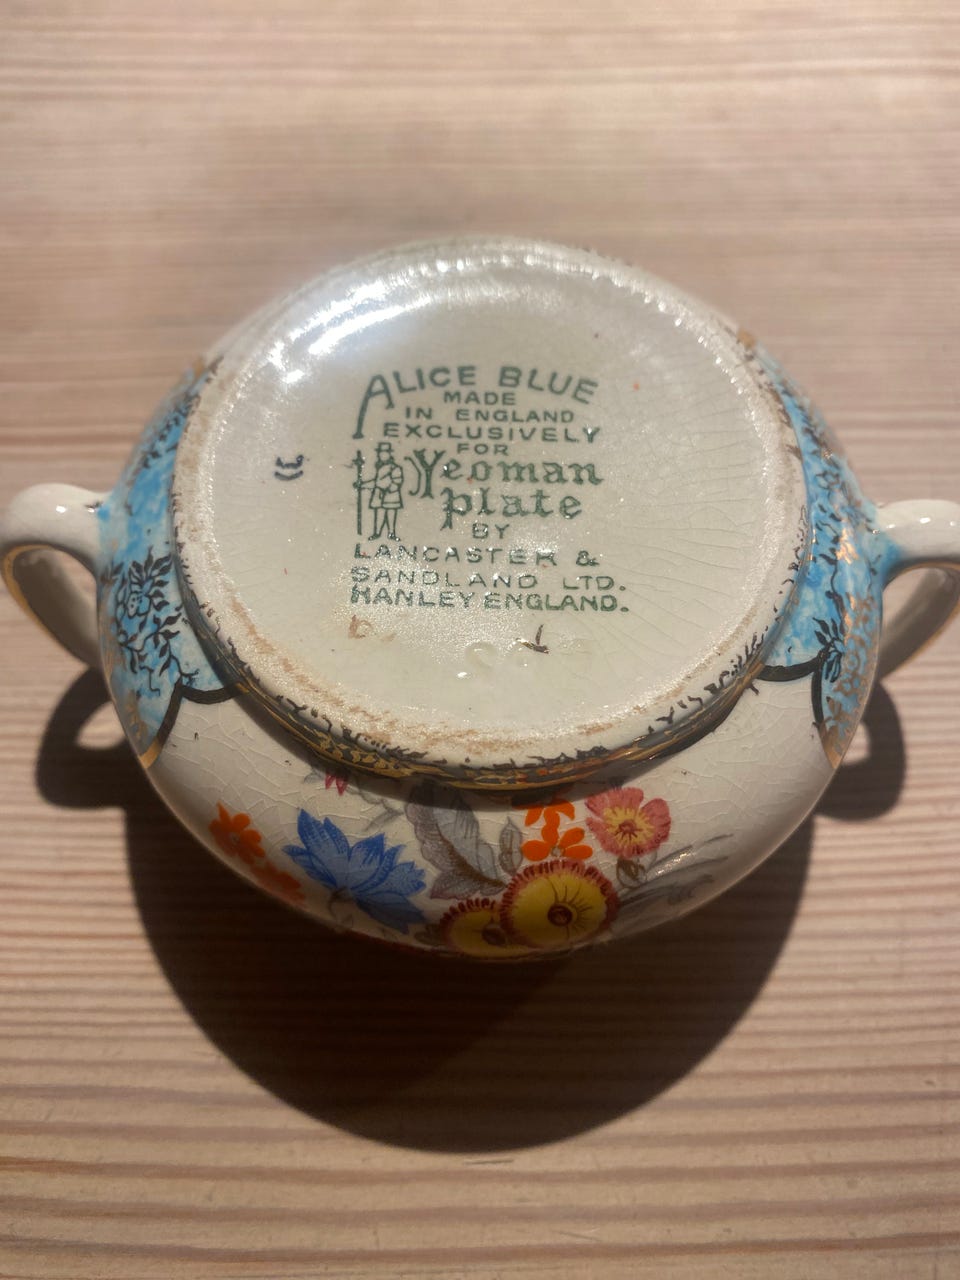 ALICE BLUE
MADE
IN ENGLAND
EXCLUSIVELY
FOR
Yeoman
plate
BY
LANCASTER &
SANDLAND LTD.
HANLEY ENGLAND.